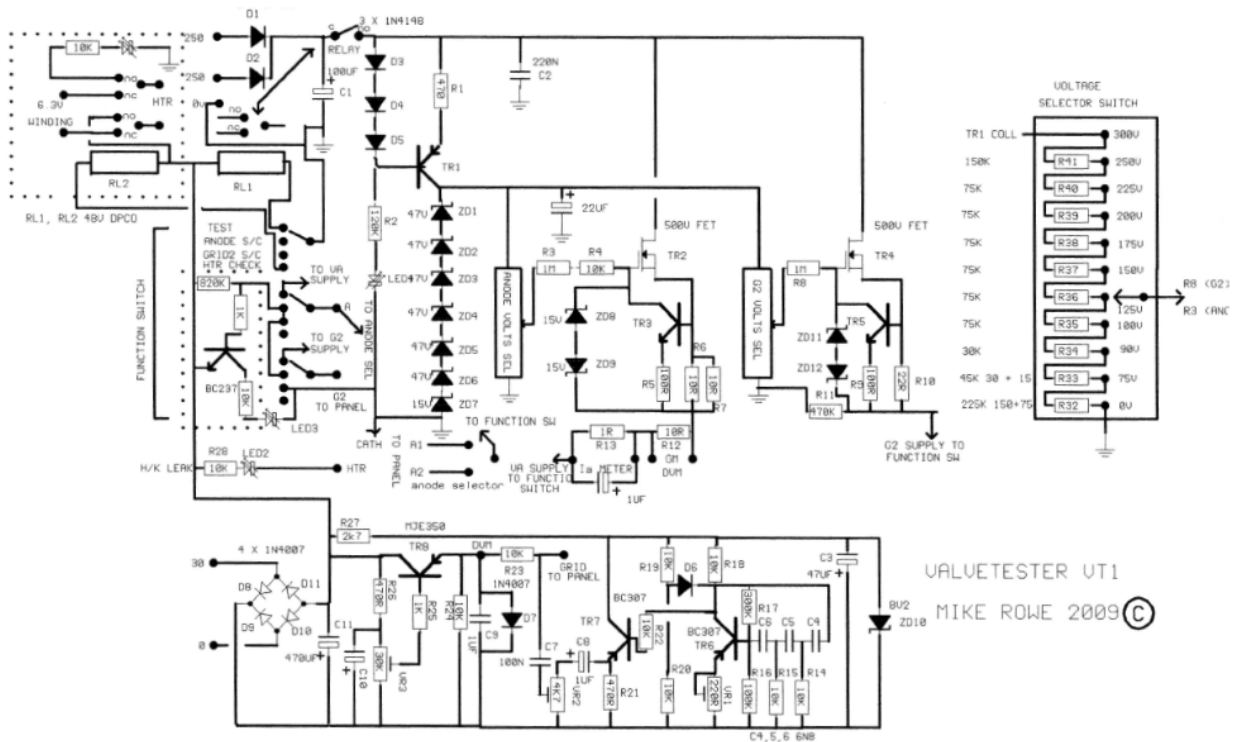 D1
3 X 1N4148
250
10K
D2
RELAY
C
NO
250
100UF
C1
D3
470
R1
220N
C2
VOLTAGE
SELECTOR SWITCH
NO
HTR
6.3V
NC
0v
NO
NO
WINDING
NC
NC
D4
D5
TR1
RL2
RL1
RL1, RL2 48V DPCO
TR1 COLL
300V
150K
R41
250V
75K
R40
225V
75K
R39
200V
75K
R38
175V
75K
R37
150V
75K
R36
125V
R8 (G2)
R3 (ANO
75K
R35
100V
30K
R34
90V
45K 30 + 15
R33
75V
225K 150+75
R32
0V
120K
R2
47V
ZD1
22UF
500V FET
500V FET
TEST
ANODE S/C
GRID2 S/C
HTR CHECK
47V
ZD2
R3
1M
R4
10K
TR2
TR4
FUNCTION SWITCH
820K
1K
TO VA
SUPPLY
A
LED
47V
ZD3
ANODE VOLTS SEL
G2 VOLTS SEL
1M
R8
TO ANODE SEL
47V
ZD4
15V
ZD8
TR3
TR5
ZD11
TO G2
SUPPLY
47V
ZD5
R6
BC237
47V
ZD6
15V
ZD9
ZD12
R5
100R
10R
10R
R7
R9
100R
22R
R10
10K
G2
TO PANEL
15V
ZD7
R11
470K
LED3
CATH
TO FUNCTION SW
TO PANEL
A1
A2
anode selector
1R
R13
10R
R12
GM
DVM
VA SUPPLY
TO FUNCTION
SWITCH
Ia METER
1UF
G2 SUPPLY TO
FUNCTION SW
R28
LED2
H/K LEAK
10K
HTR
R27
2k7
MJE350
4 X 1N4007
TR8
DVM
10K
R23
GRID
TO PANEL
1N4007
30
D8
D11
D9
D10
0
470R
R26
1K
R25
10K
R24
C9
1UF
D7
C7
100N
C8
1UF
BC307
TR7
10K
R22
R19
10K
D6
10K
R18
300K
R17
BC307
TR6
C6
C5
C4
C3
47UF
8V2
ZD10
C11
470UF
C10
30K
VR3
4K7
VR2
470R
R21
R20
10K
220R
VR1
R16
100K
R15
10K
R14
10K
C4,5,6 6N8
VALVETESTER VT1
MIKE ROWE 2009 ©